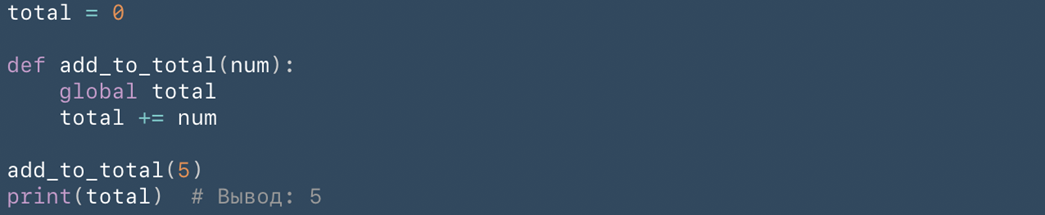 total = 0
def add_to_total(num):
    global total
    total += num
add_to_total(5)
print(total)  # Вывод: 5